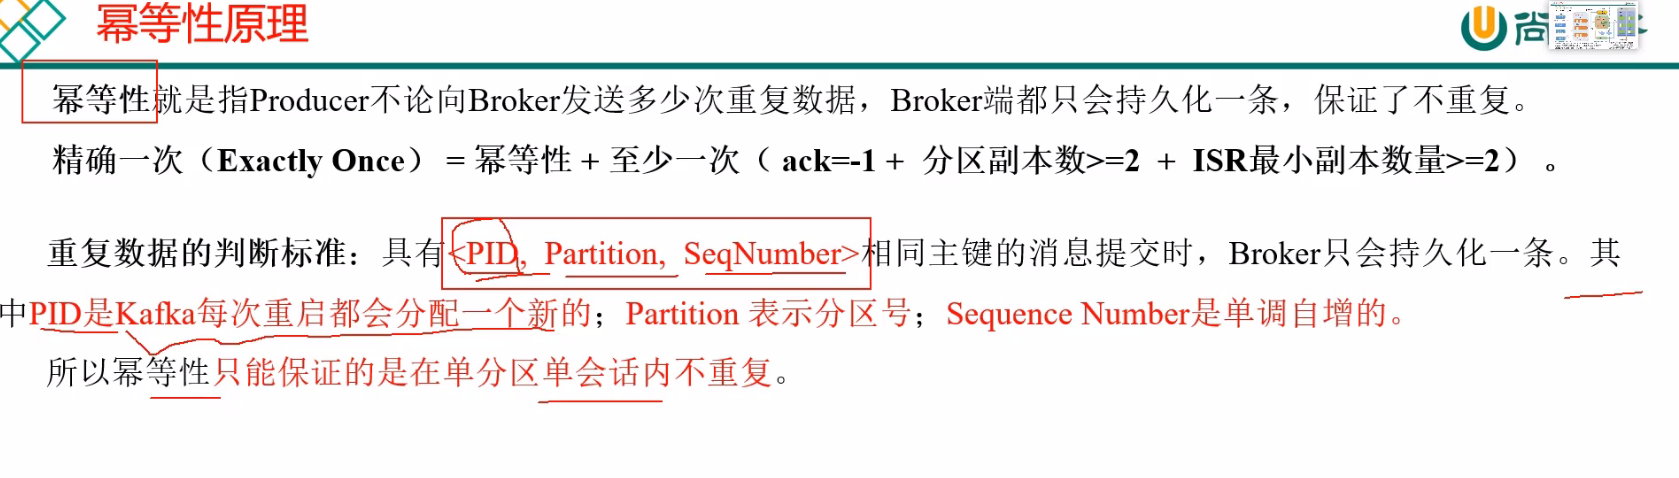 幂等性原理
尚
幂等性就是指Producer不论向Broker发送多少次重复数据，Broker端都只会持久化一条，保证了不重复。
精确一次（Exactly Once） = 幂等性 + 至少一次（ ack=-1 + 分区副本数>=2 + ISR最小副本数量>=2） 。
重复数据的判断标准：具有<PID, Partition, SeqNumber>相同主键的消息提交时，Broker只会持久化一条。其
中PID是Kafka每次重启都会分配一个新的；Partition 表示分区号；Sequence Number是单调自增的。
所以幂等性只能保证的是在单分区单会话内不重复。